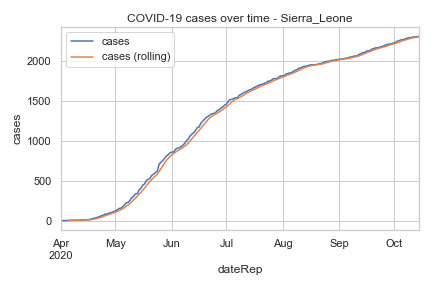 COVID-19 cases over time - Sierra_Leone
cases
cases (rolling)
cases
2000
1500
1000
500
0
Apr May Jun Jul Aug Sep Oct
2020
dateRep